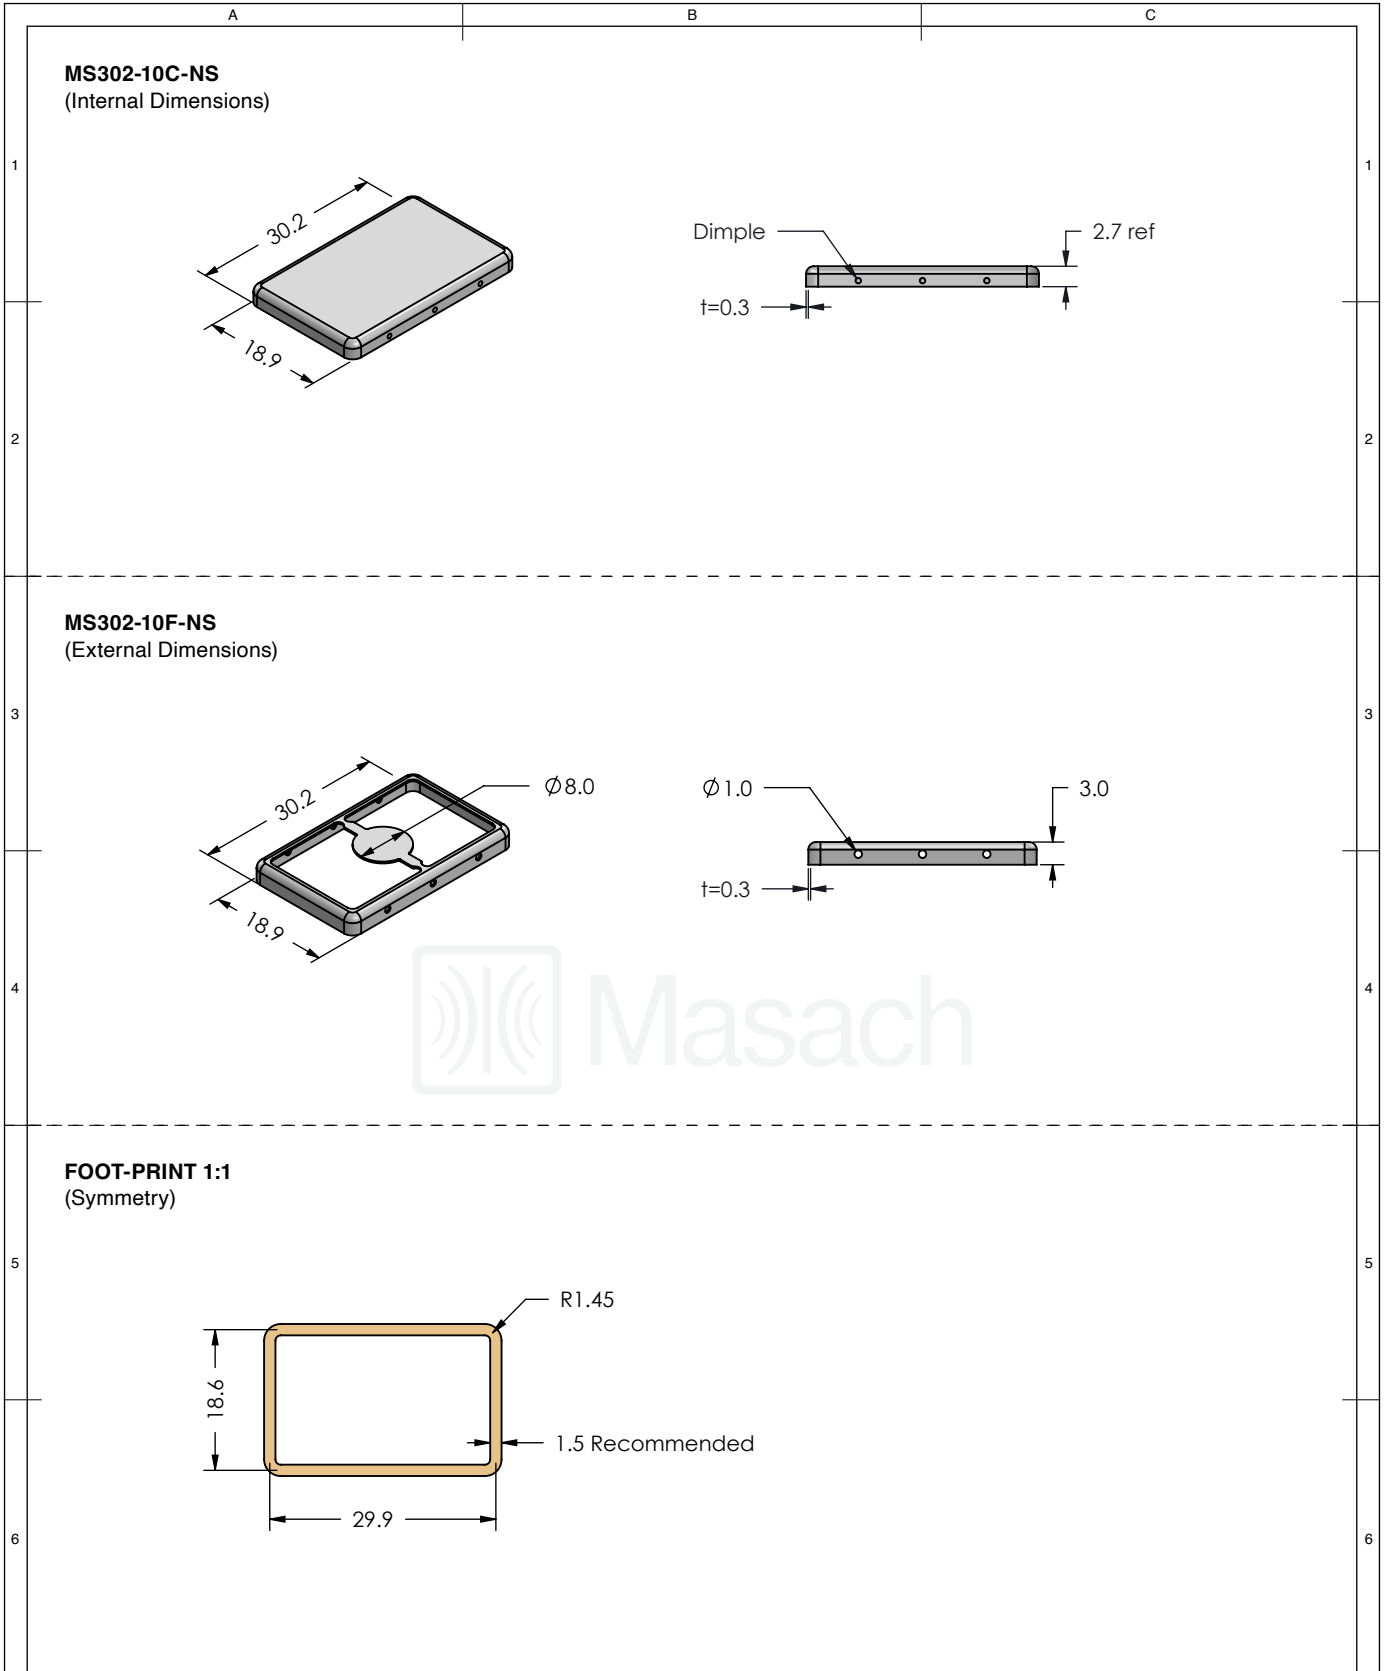 A B C
MS302-10C-NS
(Internal Dimensions)
1 1
30.2
18.9
Dimple
2.7 ref
t=0.3
2 2
MS302-10F-NS
(External Dimensions)
3 3
30.2
Ø8.0
18.9
Ø1.0
3.0
t=0.3
Masach
4 4
FOOT-PRINT 1:1
(Symmetry)
5 5
R1.45
18.6
1.5 Recommended
29.9
6 6